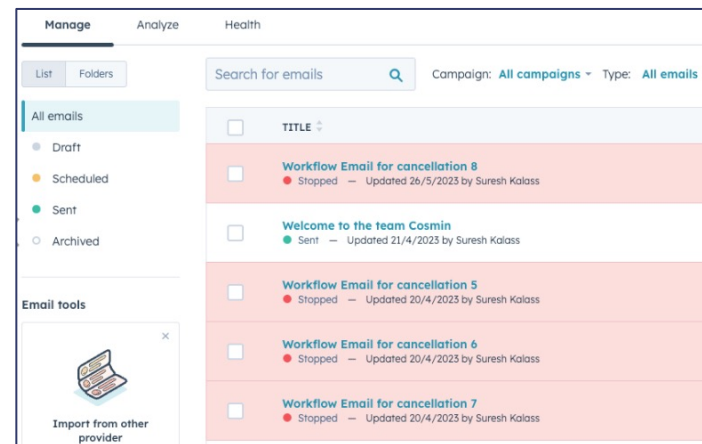 Manage Analyze Health
List Folders
Search for emails Campaign: All campaigns Type: All emails
All emails
Draft
Scheduled
Sent
Archived
TITLE
Workflow Email for cancellation 8
Stopped — Updated 26/5/2023 by Suresh Kalass
Welcome to the team Cosmin
Sent — Updated 21/4/2023 by Suresh Kalass
Workflow Email for cancellation 5
Stopped — Updated 20/4/2023 by Suresh Kalass
Workflow Email for cancellation 6
Stopped — Updated 20/4/2023 by Suresh Kalass
Workflow Email for cancellation 7
Stopped — Updated 20/4/2023 by Suresh Kalass
Email tools
Import from other
provider